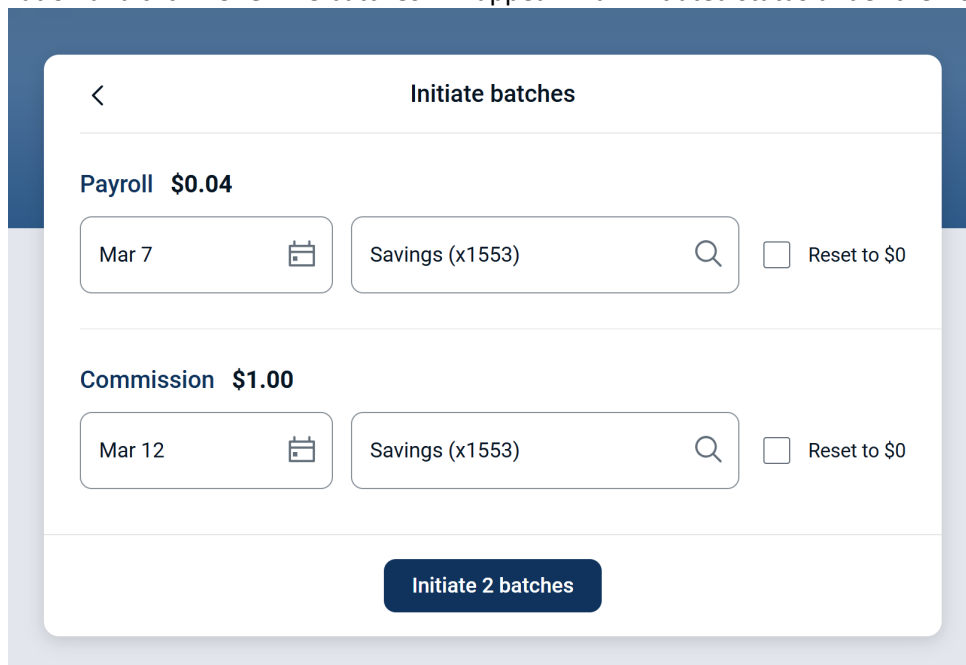 Initiate batches
Payroll $0.04
Mar 7 Savings (x1553) Reset to $0
Commission $1.00
Mar 12 Savings (x1553) Reset to $0
Initiate 2 batches